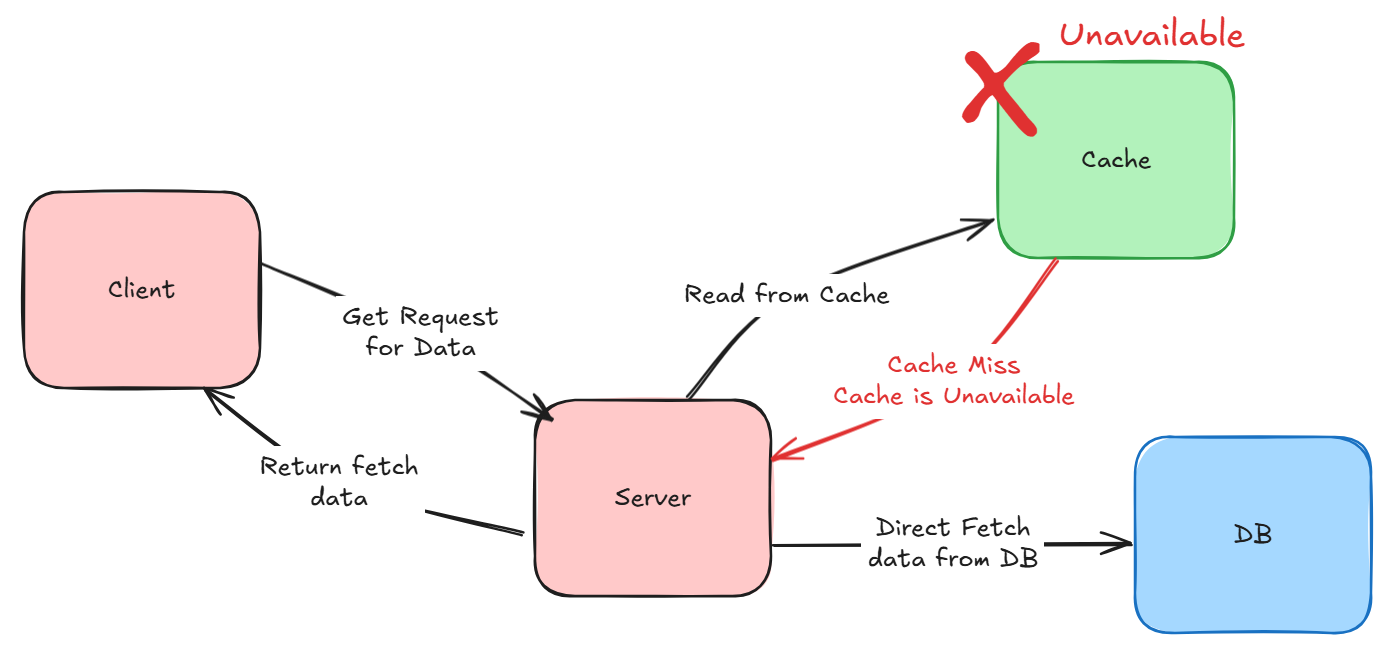 Unavailable
Cache
Client
Get Request
for Data
Read from Cache
Cache Miss
Cache is Unavailable
Return fetch
data
Server
Direct Fetch
data from DB
DB